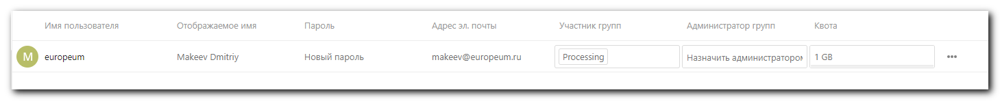 Имя пользователя Отображаемое имя Пароль Адрес эл. почты Участник групп Администратор групп Квота
M europeum Makeev Dmitriy Новый пароль makeev@europeum.ru Processing Назначить администратором 1 GB •••